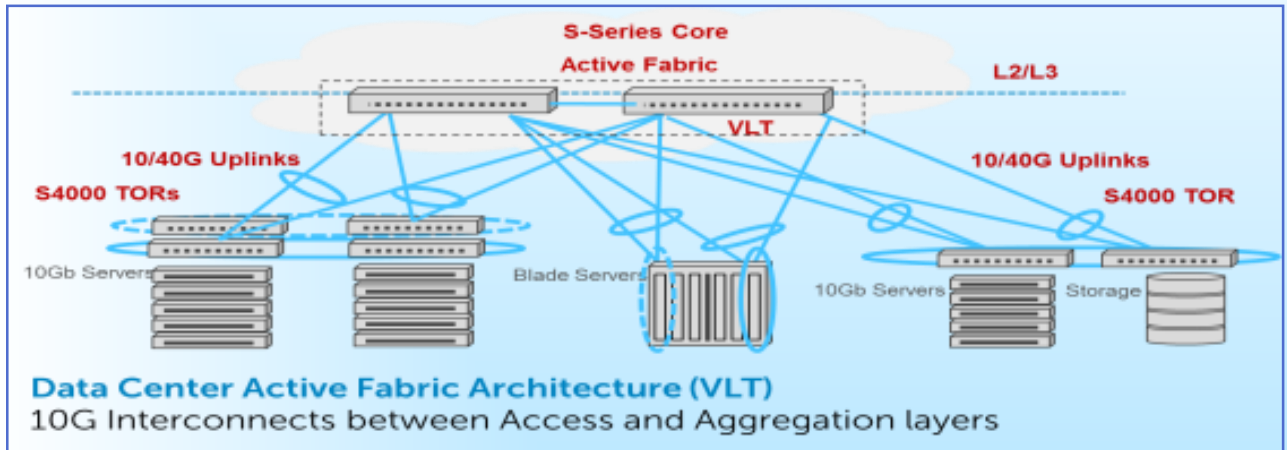 S-Series Core
Active Fabric
L2/L3
VLT
10/40G Uplinks
10/40G Uplinks
S4000 TORs
S4000 TOR
10Gb Servers
Blade Servers
10Gb Servers
Storage
Data Center Active Fabric Architecture (VLT)
10G Interconnects between Access and Aggregation layers